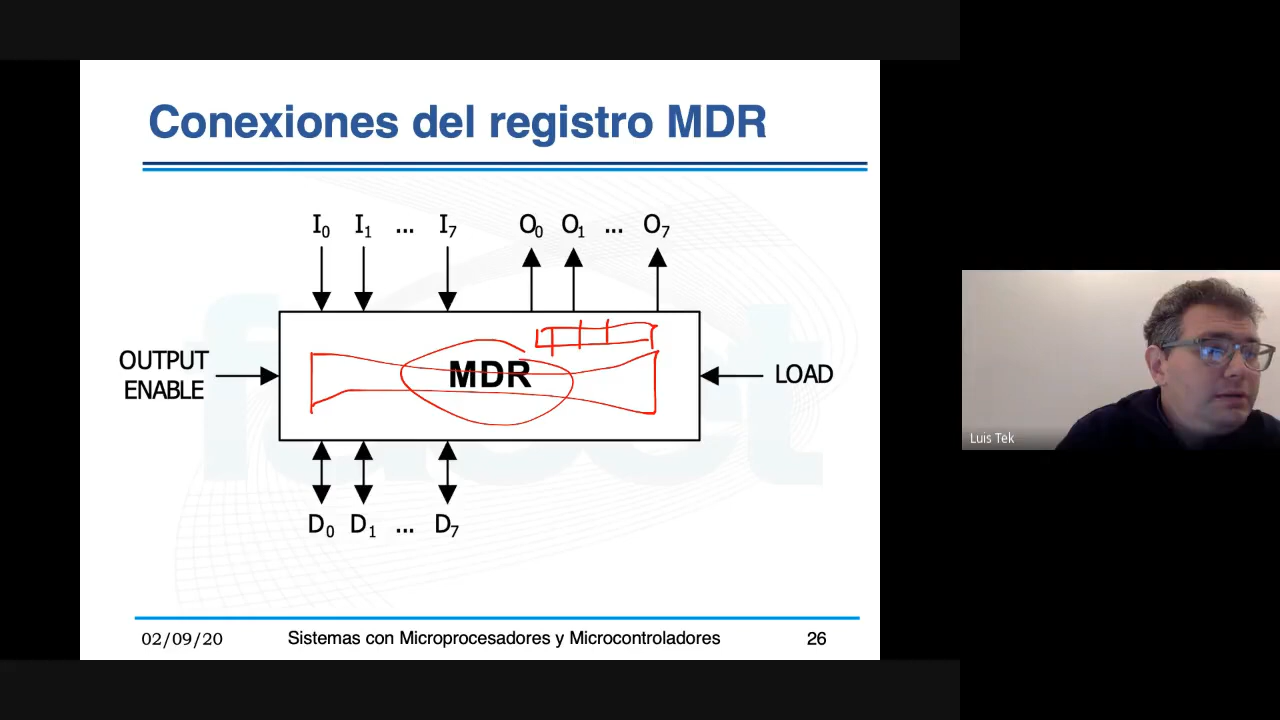 Conexiones del registro MDR
I0 I1 ... I7 O0 O1 ... O7
OUTPUT
ENABLE
MDR
LOAD
D0 D1 ... D7
Luis Tek
02/09/20 Sistemas con Microprocesadores y Microcontroladores 26